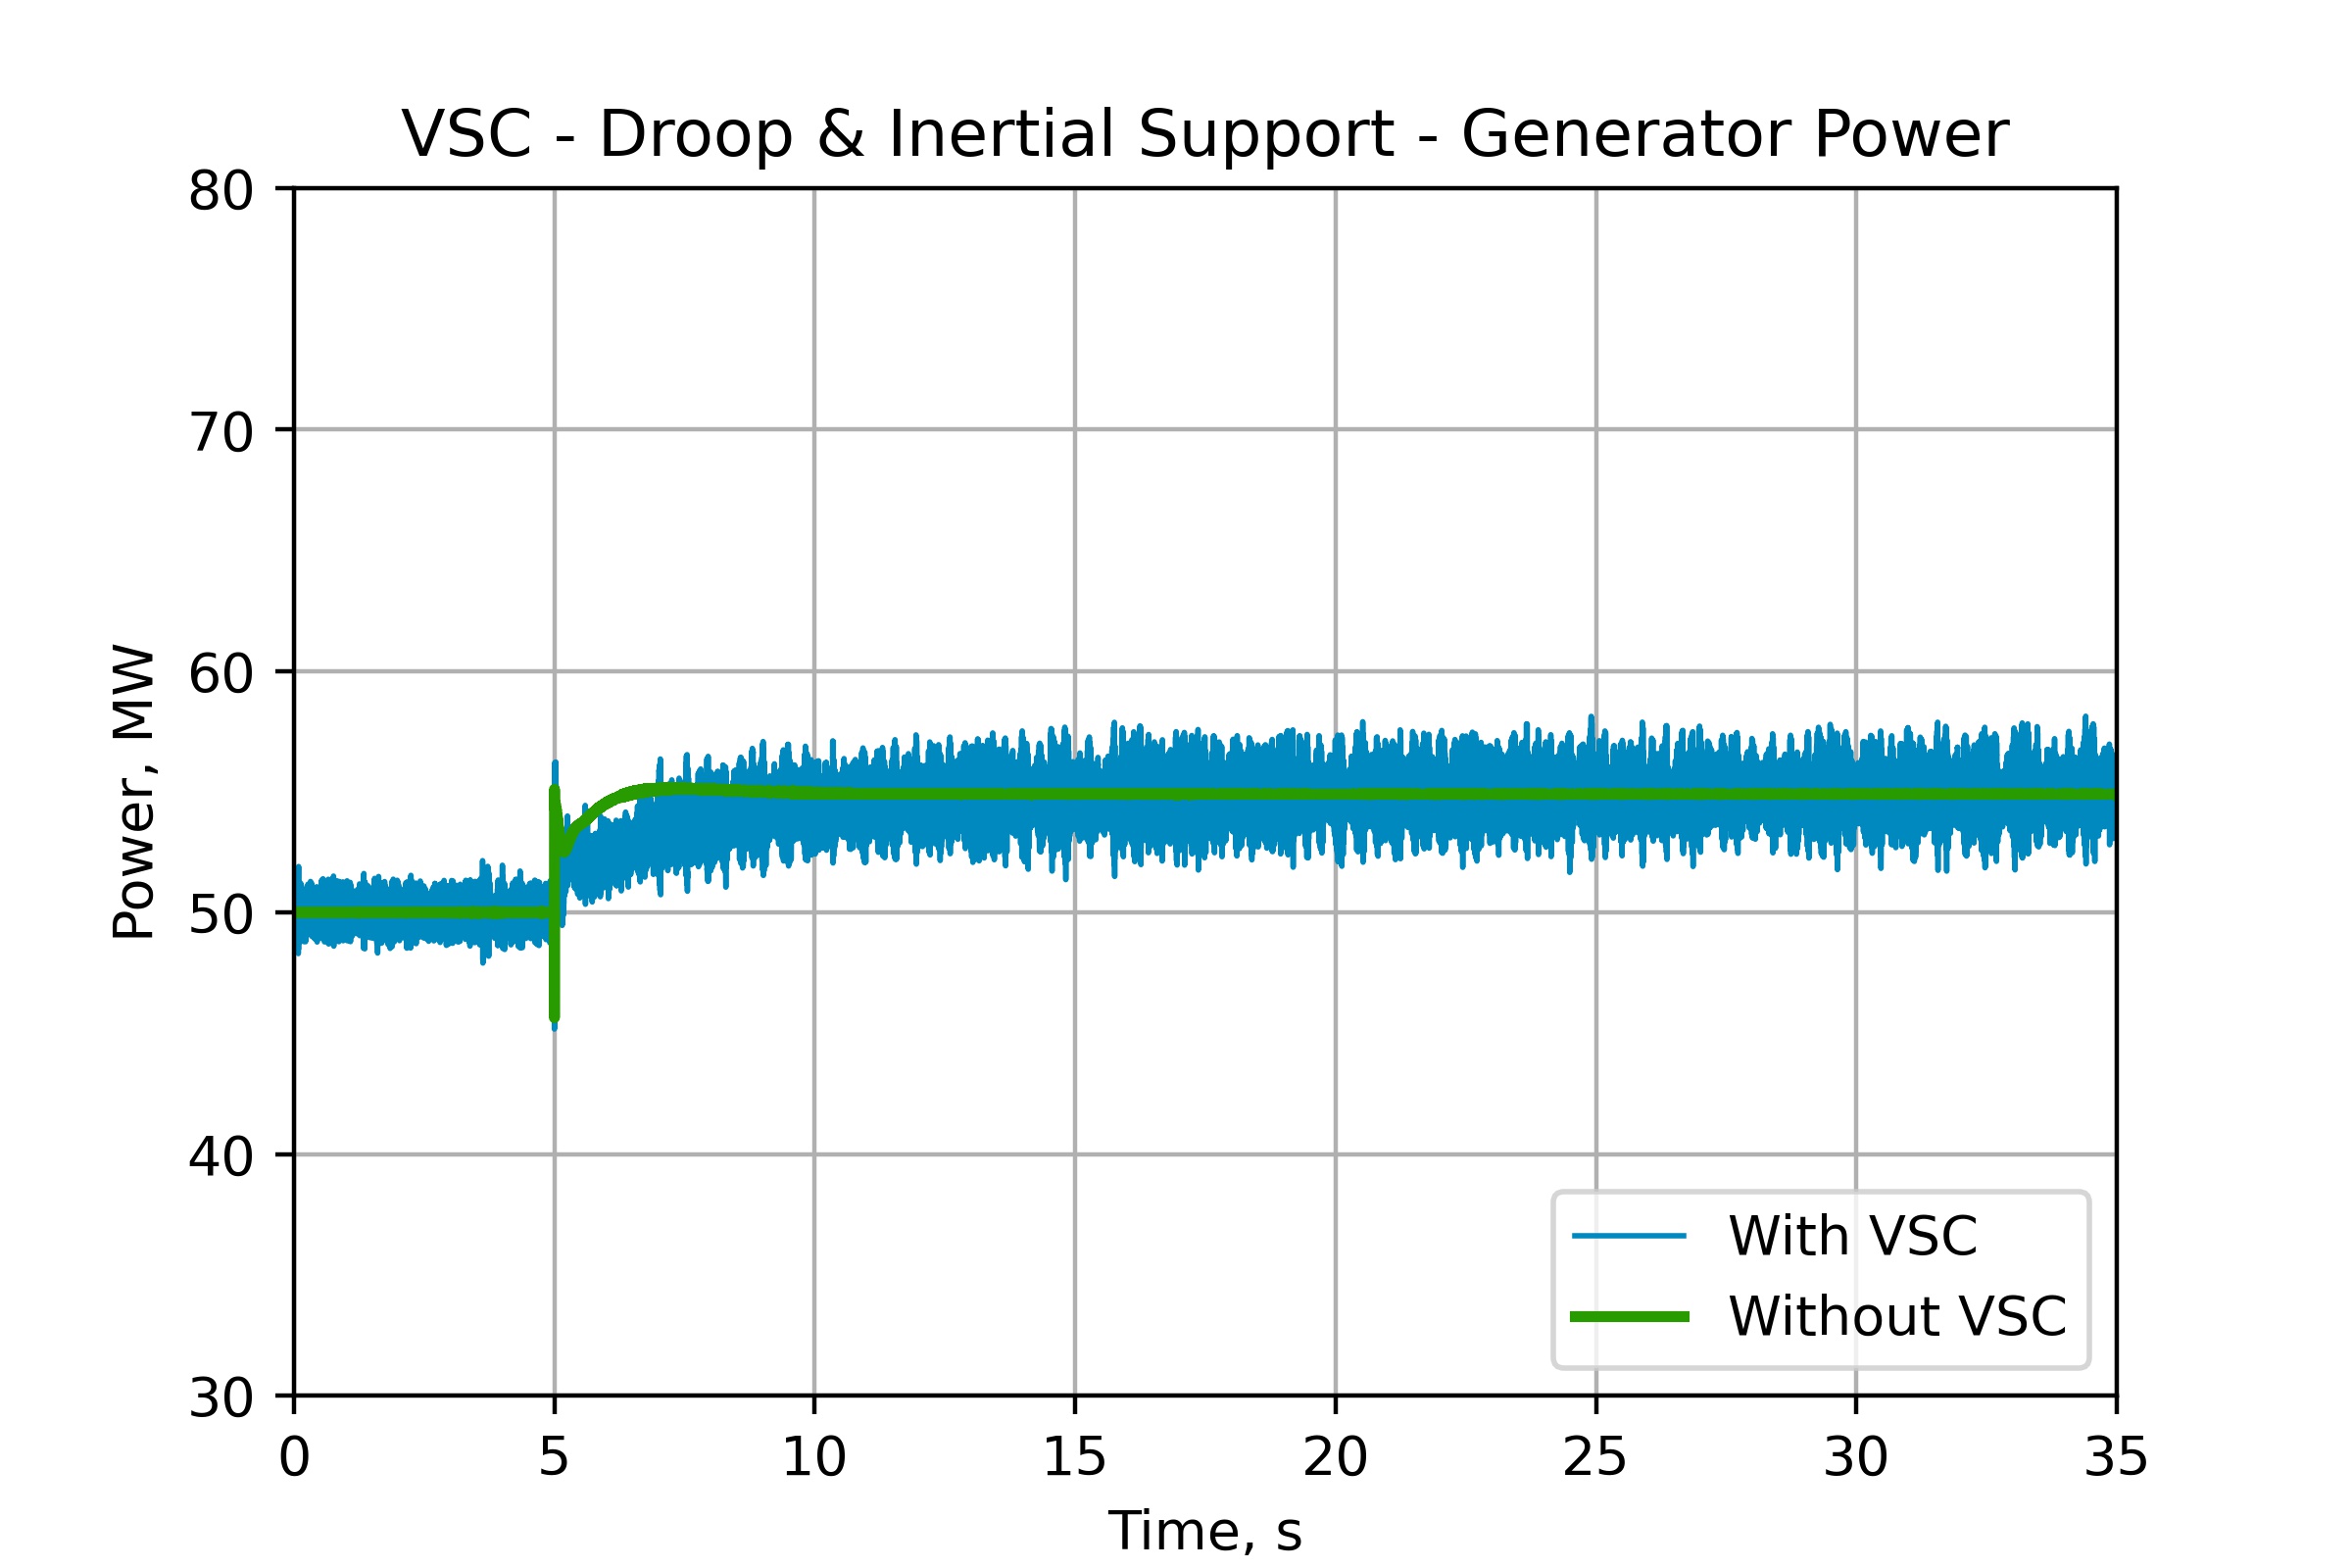 VSC - Droop & Inertial Support - Generator Power
80
70
60
50
40
30
Power, MW
0 5 10 15 20 25 30 35
Time, s
With VSC
Without VSC